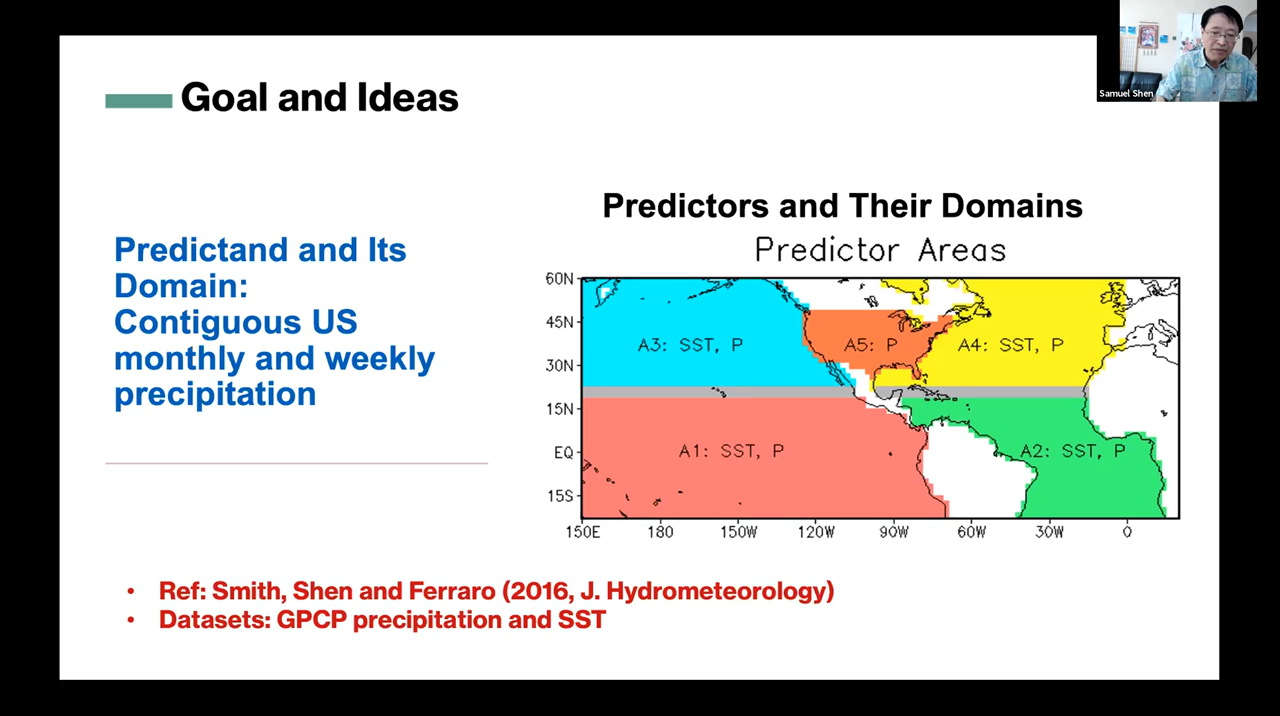 Samuel Shen
Goal and Ideas
Predictand and Its
Domain:
Contiguous US
monthly and weekly
precipitation
Predictors and Their Domains
Predictor Areas
60N
45N
30N
15N
EQ
15S
A3: SST, P
A5: P
A4: SST, P
A1: SST, P
A2: SST, P
150E 180 150W 120W 90W 60W 30W 0
• Ref: Smith, Shen and Ferraro (2016, J. Hydrometeorology)
• Datasets: GPCP precipitation and SST